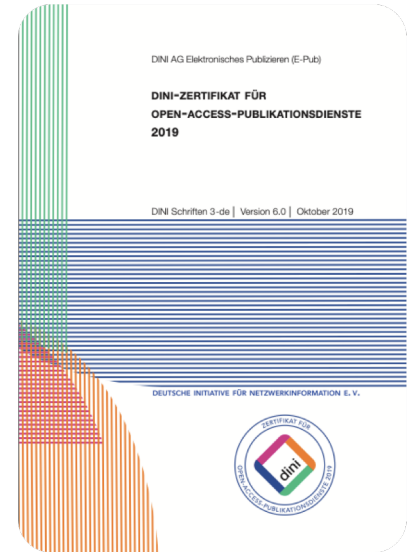 DINI AG Elektronisches Publizieren (E-Pub)
DINI-ZERTIFIKAT FÜR
OPEN-ACCESS-PUBLIKATIONSDIENSTE
2019
DINI Schriften 3-de | Version 6.0 | Oktober 2019
DEUTSCHE INITIATIVE FÜR NETZWERKINFORMATION E. V.
ZERTIFIKAT FÜR
dini
OPEN-ACCESS-PUBLIKATIONSDIENSTE 2019